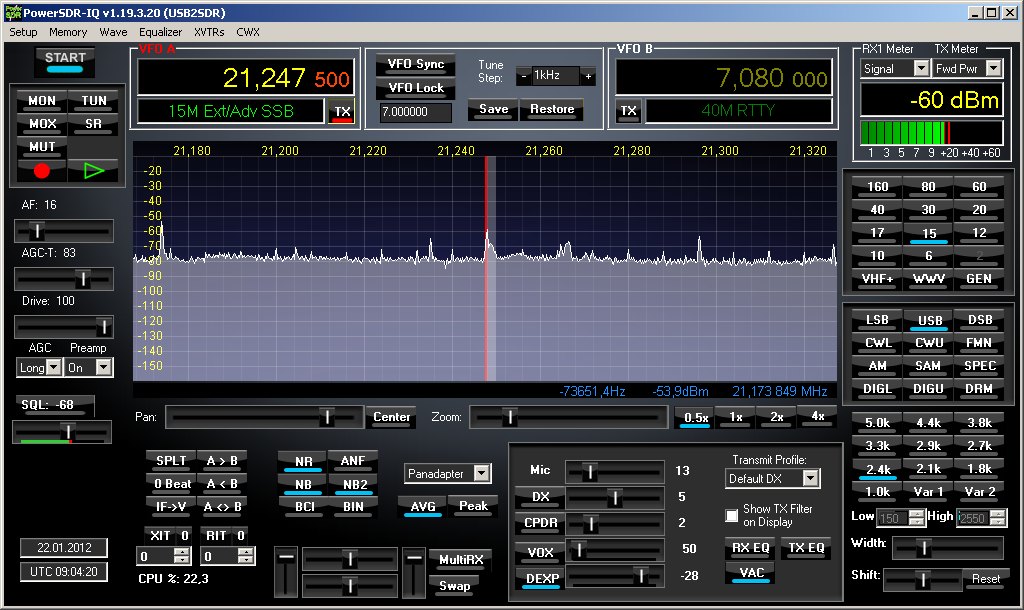 PowerSDR-IQ v1.19.3.20 (USB2SDR)
Setup Memory Wave Equalizer XVTRs CWX
START
MON TUN
MOX SR
MUT
AF: 16
AGC-T: 83
Drive: 100
AGC Preamp
Long On
SQL: -68
VFO A
21,247 500
15M Ext/Adv SSB TX
VFO Sync
VFO Lock
7.000000
Tune Step: - 1kHz +
Save Restore
VFO B
7,080 000
TX 40M RTTY
RX1 Meter TX Meter
Signal Fwd Pwr
-60 dBm
1 3 5 7 9 +20 +40 +60
21,180 21,200 21,220 21,240 21,260 21,280 21,300 21,320
-20
-30
-40
-50
-60
-70
-80
-90
-100
-110
-120
-130
-140
-150
-73651,4Hz -53,9dBm 21,173 849 MHz
Pan: Center Zoom: 0.5x 1x 2x 4x
160 80 60
40 30 20
17 15 12
10 6 2
VHF+ WWV GEN
LSB USB DSB
CWL CWU FMN
AM SAM SPEC
DIGL DIGU DRM
5.0k 4.4k 3.8k
3.3k 2.9k 2.7k
2.4k 2.1k 1.8k
1.0k Var 1 Var 2
Low 150 High 2550
Width:
Shift: Reset
SPLT A > B
0 Beat A < B
IF->V A <> B
XIT 0 RIT 0
0 0
CPU %: 22,3
22.01.2012
UTC 09:04:20
NR ANF
NB NB2
BCI BIN
Panadapter
AVG Peak
MultiRX
Swap
Mic 13
DX 5
CPDR 2
VOX 50
DEXP -28
Transmit Profile:
Default DX
Show TX Filter
on Display
RX EQ TX EQ
VAC